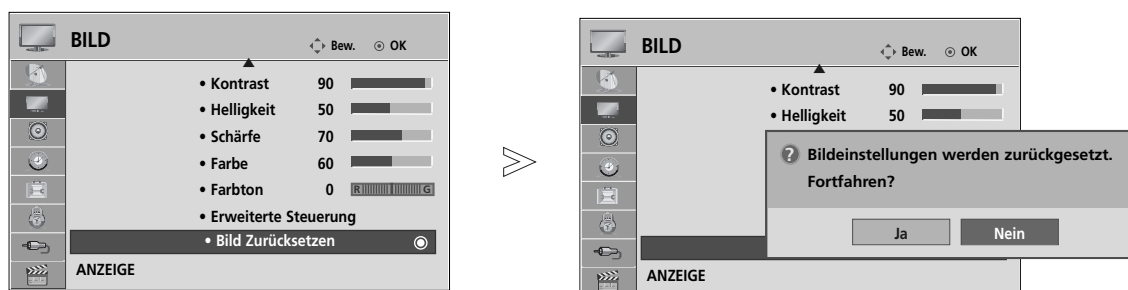 BILD
Bew. OK
• Kontrast 90
• Helligkeit 50
• Schärfe 70
• Farbe 60
• Farbton 0 R G
• Erweiterte Steuerung
• Bild Zurücksetzen
ANZEIGE
BILD
Bew. OK
• Kontrast 90
• Helligkeit 50
? Bildeinstellungen werden zurückgesetzt.
Fortfahren?
Ja Nein
ANZEIGE